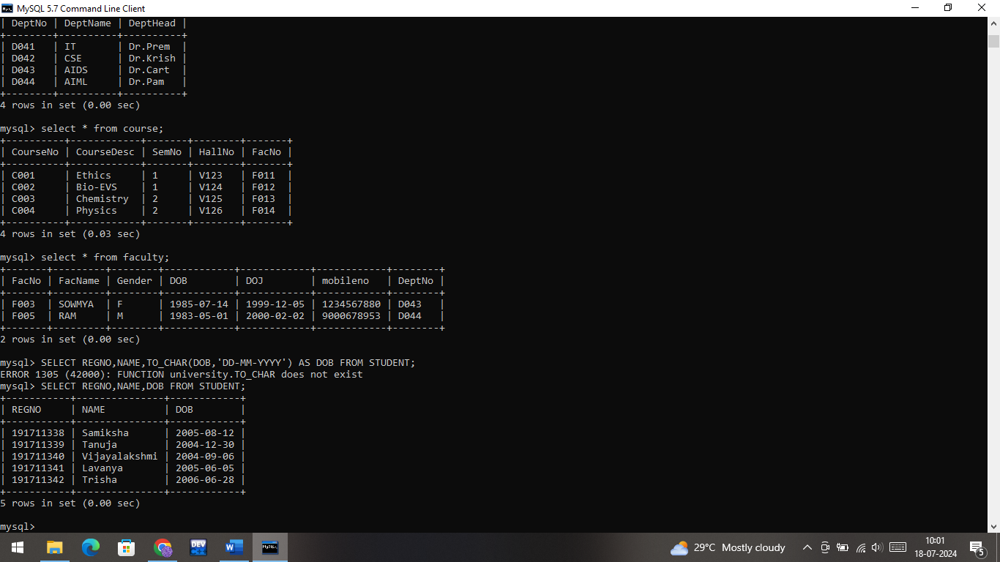 MySQL 5.7 Command Line Client
| DeptNo | DeptName | DeptHead |
+--------+----------+----------+
| D041   | IT       | Dr.Prem  |
| D042   | CSE      | Dr.Krish |
| D043   | AIDS     | Dr.Cart  |
| D044   | AIML     | Dr.Pam   |
+--------+----------+----------+
4 rows in set (0.00 sec)

mysql> select * from course;
+----------+------------+-------+--------+-------+
| CourseNo | CourseDesc | SemNo | HallNo | FacNo |
+----------+------------+-------+--------+-------+
| C001     | Ethics     | 1     | V123   | F011  |
| C002     | Bio-EVS    | 1     | V124   | F012  |
| C003     | Chemistry  | 2     | V125   | F013  |
| C004     | Physics    | 2     | V126   | F014  |
+----------+------------+-------+--------+-------+
4 rows in set (0.03 sec)

mysql> select * from faculty;
+-------+---------+--------+------------+------------+------------+--------+
| FacNo | FacName | Gender | DOB        | DOJ        | mobileno   | DeptNo |
+-------+---------+--------+------------+------------+------------+--------+
| F003  | SOWMYA  | F      | 1985-07-14 | 1999-12-05 | 1234567880 | D043   |
| F005  | RAM     | M      | 1983-05-01 | 2000-02-02 | 9000678953 | D044   |
+-------+---------+--------+------------+------------+------------+--------+
2 rows in set (0.00 sec)

mysql> SELECT REGNO,NAME,TO_CHAR(DOB,'DD-MM-YYYY') AS DOB FROM STUDENT;
ERROR 1305 (42000): FUNCTION university.TO_CHAR does not exist
mysql> SELECT REGNO,NAME,DOB FROM STUDENT;
+-----------+---------------+------------+
| REGNO     | NAME          | DOB        |
+-----------+---------------+------------+
| 191711338 | Samiksha      | 2005-08-12 |
| 191711339 | Tanuja        | 2004-12-30 |
| 191711340 | Vijayalakshmi | 2004-09-06 |
| 191711341 | Lavanya       | 2005-06-05 |
| 191711342 | Trisha        | 2006-06-28 |
+-----------+---------------+------------+
5 rows in set (0.00 sec)

mysql>
DEV
29°C Mostly cloudy
10:01
18-07-2024
5